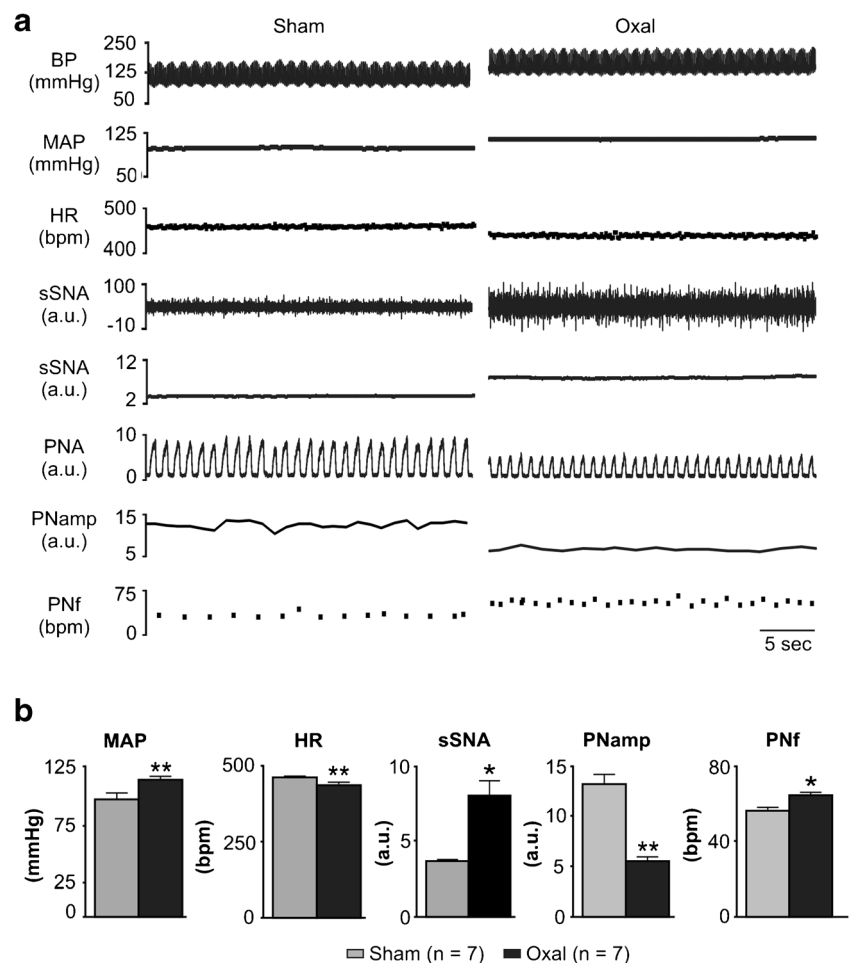 a
Sham Oxal
BP
(mmHg)
250
125
50
MAP
(mmHg)
125
50
HR
(bpm)
500
400
sSNA
(a.u.)
100
-10
sSNA
(a.u.)
12
2
PNA
(a.u.)
10
0
PNamp
(a.u.)
15
5
PNf
(bpm)
75
0
5 sec
b
MAP
(mmHg)
125
75
25
0
**
HR
(bpm)
500
250
0
**
sSNA
(a.u.)
10
5
0
*
PNamp
(a.u.)
15
10
5
0
**
PNf
(bpm)
80
40
0
*
Sham (n = 7) Oxal (n = 7)